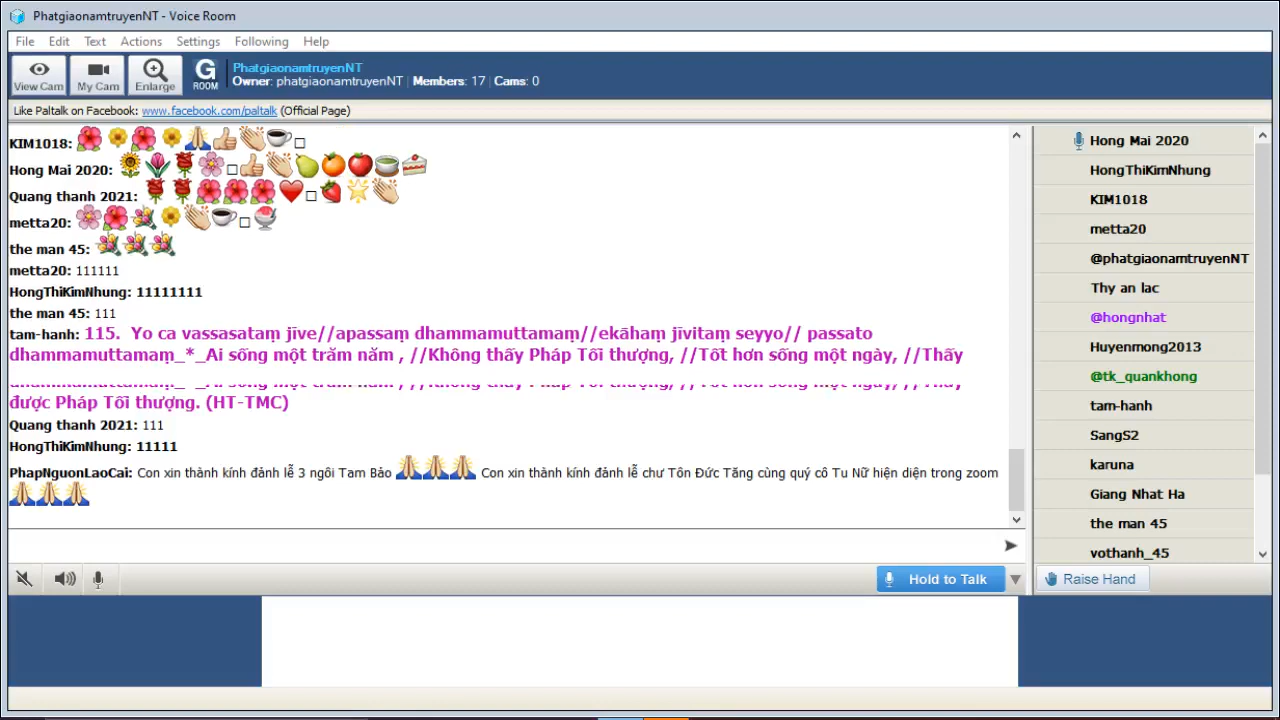 PhatgiaonamtruyenNT - Voice Room
File Edit Text Actions Settings Following Help
View Cam My Cam Enlarge G ROOM PhatgiaonamtruyenNT
Owner: phatgiaonamtruyenNT | Members: 17 | Cams: 0
Like Paltalk on Facebook: www.facebook.com/paltalk (Official Page)
KIM1018:
Hong Mai 2020:
Quang thanh 2021:
metta20:
the man 45:
metta20: 111111
HongThiKimNhung: 11111111
the man 45: 111
tam-hanh: 115. Yo ca vassasataṃ jīve//apassaṃ dhammamuttamaṃ//ekāhaṃ jīvitaṃ seyyo// passato
dhammamuttamaṃ_*_Ai sống một trăm năm , //Không thấy Pháp Tối thượng, //Tốt hơn sống một ngày, //Thấy
được Pháp Tối thượng. (HT-TMC)
Quang thanh 2021: 111
HongThiKimNhung: 11111
PhapNguonLaoCai: Con xin thành kính đảnh lễ 3 ngôi Tam Bảo Con xin thành kính đảnh lễ chư Tôn Đức Tăng cùng quý cô Tu Nữ hiện diện trong zoom
Hold to Talk
Hong Mai 2020
HongThiKimNhung
KIM1018
metta20
@phatgiaonamtruyenNT
Thy an lac
@hongnhat
Huyenmong2013
@tk_quankhong
tam-hanh
SangS2
karuna
Giang Nhat Ha
the man 45
vothanh_45
Raise Hand